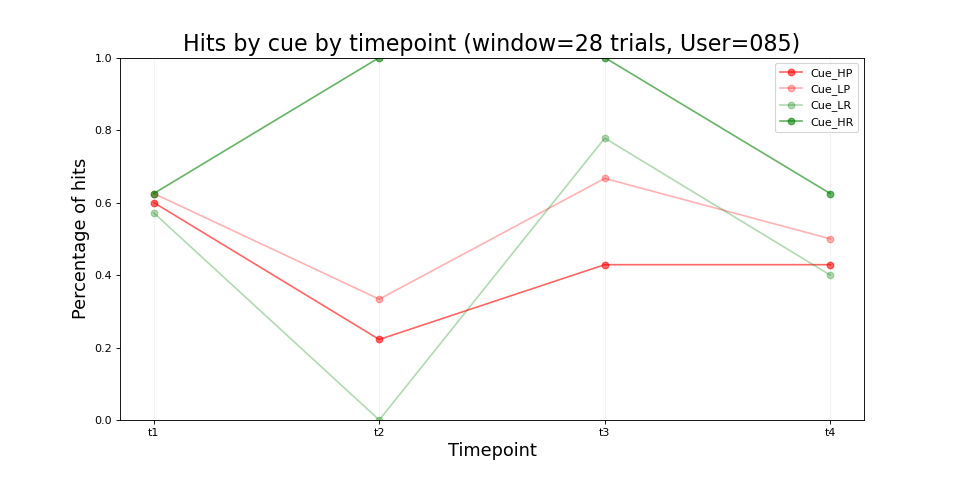 Hits by cue by timepoint (window=28 trials, User=085)
Percentage of hits
1.0
0.8
0.6
0.4
0.2
0.0
Cue_HP
Cue_LP
Cue_LR
Cue_HR
t1
t2
t3
t4
Timepoint